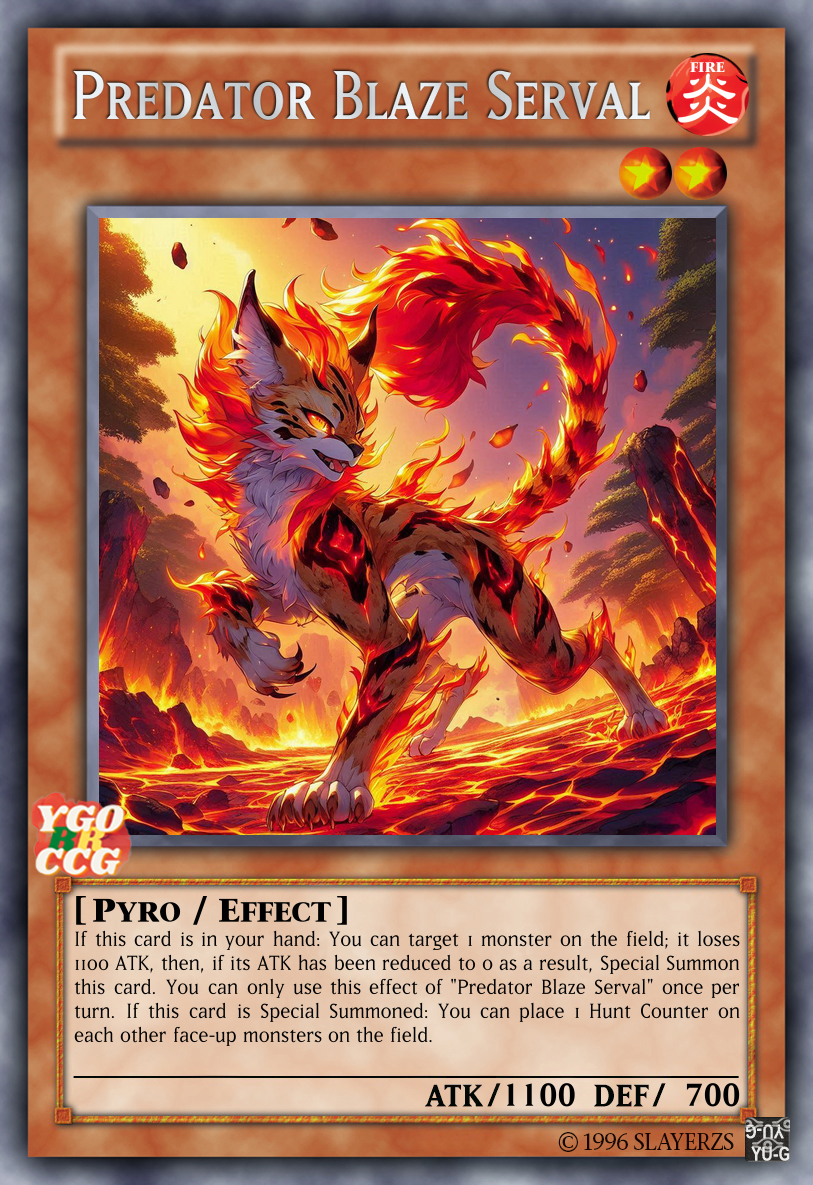 PREDATOR BLAZE SERVAL
FIRE
炎
YGO
BR
CCG
[ PYRO / EFFECT ]
If this card is in your hand: You can target 1 monster on the field; it loses
1100 ATK, then, if its ATK has been reduced to 0 as a result, Special Summon
this card. You can only use this effect of "Predator Blaze Serval" once per
turn. If this card is Special Summoned: You can place 1 Hunt Counter on
each other face-up monsters on the field.
ATK/1100 DEF/ 700
© 1996 SLAYERZS
YU-G
YU-G